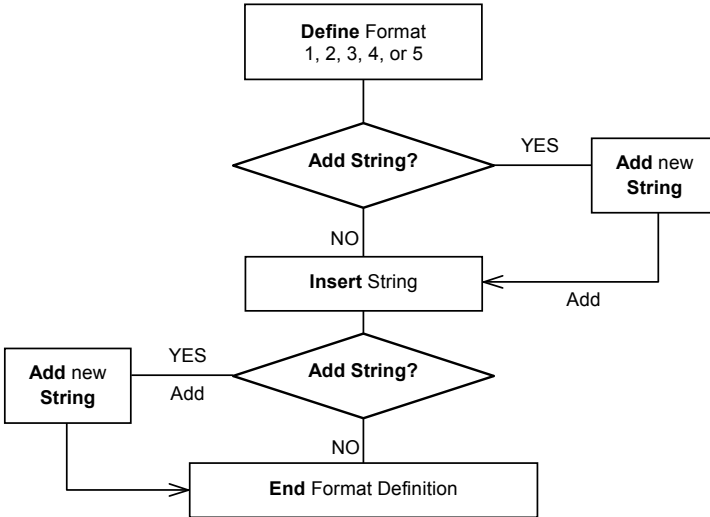 Define Format
1, 2, 3, 4, or 5
Add String?
YES
Add new
String
NO
Insert String
Add
Add new
String
YES
Add
Add String?
NO
End Format Definition